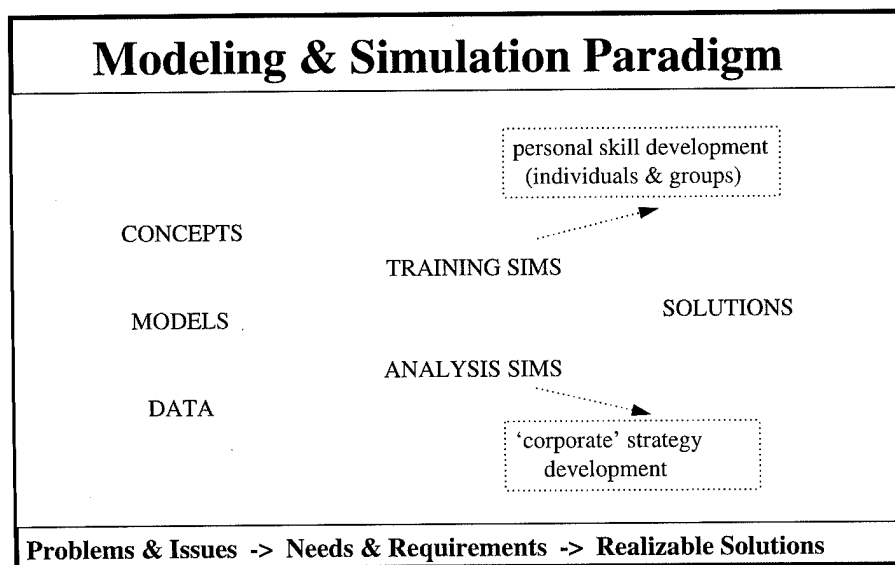 Modeling & Simulation Paradigm
personal skill development
(individuals & groups)
CONCEPTS
TRAINING SIMS
SOLUTIONS
MODELS
ANALYSIS SIMS
DATA
‘corporate’ strategy
development
Problems & Issues -> Needs & Requirements -> Realizable Solutions